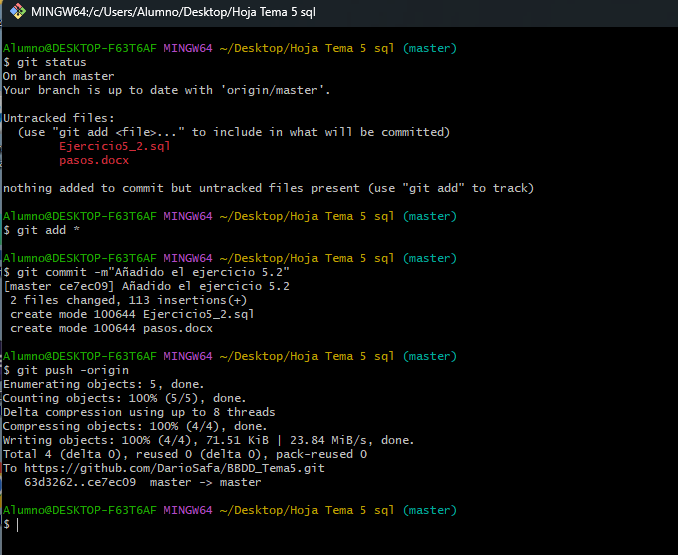 MINGW64:/c/Users/Alumno/Desktop/Hoja Tema 5 sql
Alumno@DESKTOP-F63T6AF MINGW64 ~/Desktop/Hoja Tema 5 sql (master)
$ git status
On branch master
Your branch is up to date with 'origin/master'.
Untracked files:
(use "git add <file>..." to include in what will be committed)
Ejercicio5_2.sql
pasos.docx
nothing added to commit but untracked files present (use "git add" to track)
Alumno@DESKTOP-F63T6AF MINGW64 ~/Desktop/Hoja Tema 5 sql (master)
$ git add *
Alumno@DESKTOP-F63T6AF MINGW64 ~/Desktop/Hoja Tema 5 sql (master)
$ git commit -m"Añadido el ejercicio 5.2"
[master ce7ec09] Añadido el ejercicio 5.2
2 files changed, 113 insertions(+)
create mode 100644 Ejercicio5_2.sql
create mode 100644 pasos.docx
Alumno@DESKTOP-F63T6AF MINGW64 ~/Desktop/Hoja Tema 5 sql (master)
$ git push -origin
Enumerating objects: 5, done.
Counting objects: 100% (5/5), done.
Delta compression using up to 8 threads
Compressing objects: 100% (4/4), done.
Writing objects: 100% (4/4), 71.51 KiB | 23.84 MiB/s, done.
Total 4 (delta 0), reused 0 (delta 0), pack-reused 0
To https://github.com/DarioSafa/BBDD_Tema5.git
63d3262..ce7ec09  master -> master
Alumno@DESKTOP-F63T6AF MINGW64 ~/Desktop/Hoja Tema 5 sql (master)
$